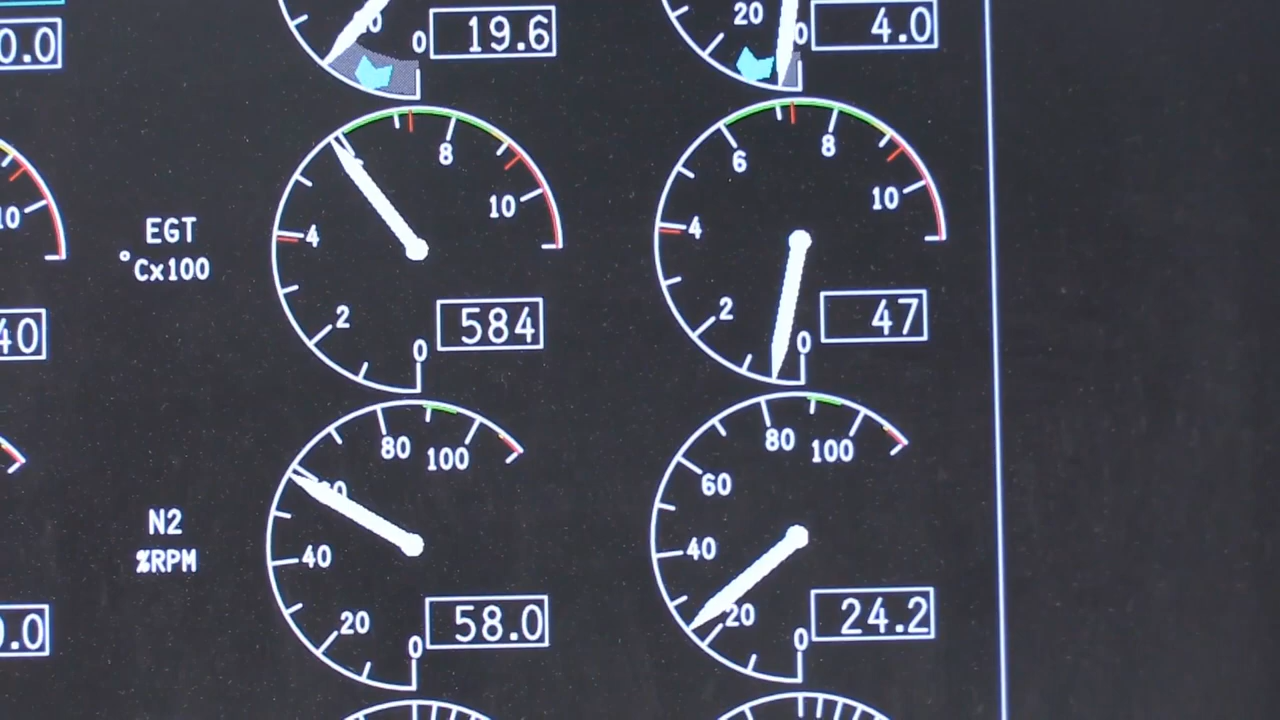 0.0 0 19.6 20 0 4.0
8 6 8
10 10 10
EGT 4 4
°Cx100
2 584 2 47
40 0 0
80 100 80 100
60
N2 40 40
%RPM
20 58.0 20 24.2
.0 0 0